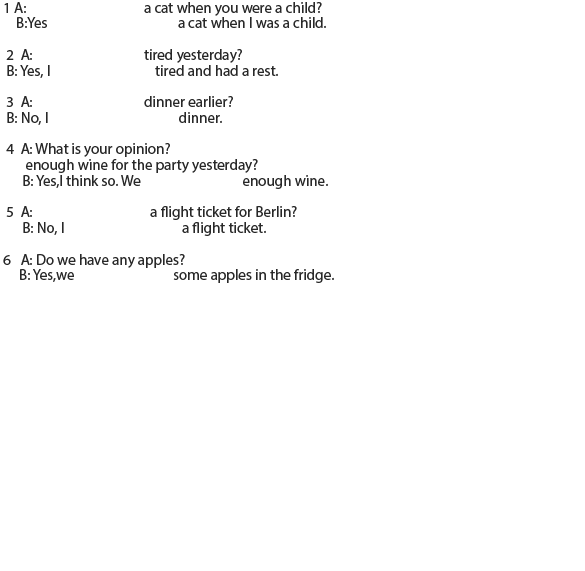 1 A: a cat when you were a child?
B:Yes a cat when I was a child.
2 A: tired yesterday?
B: Yes, I tired and had a rest.
3 A: dinner earlier?
B: No, I dinner.
4 A: What is your opinion?
enough wine for the party yesterday?
B: Yes,I think so. We enough wine.
5 A: a flight ticket for Berlin?
B: No, I a flight ticket.
6 A: Do we have any apples?
B: Yes,we some apples in the fridge.